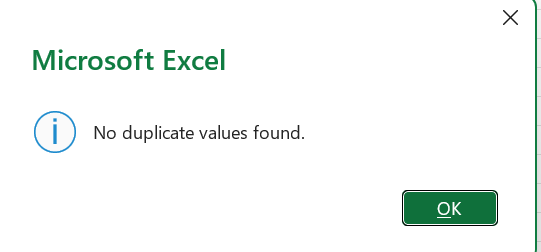 Microsoft Excel
No duplicate values found.
OK